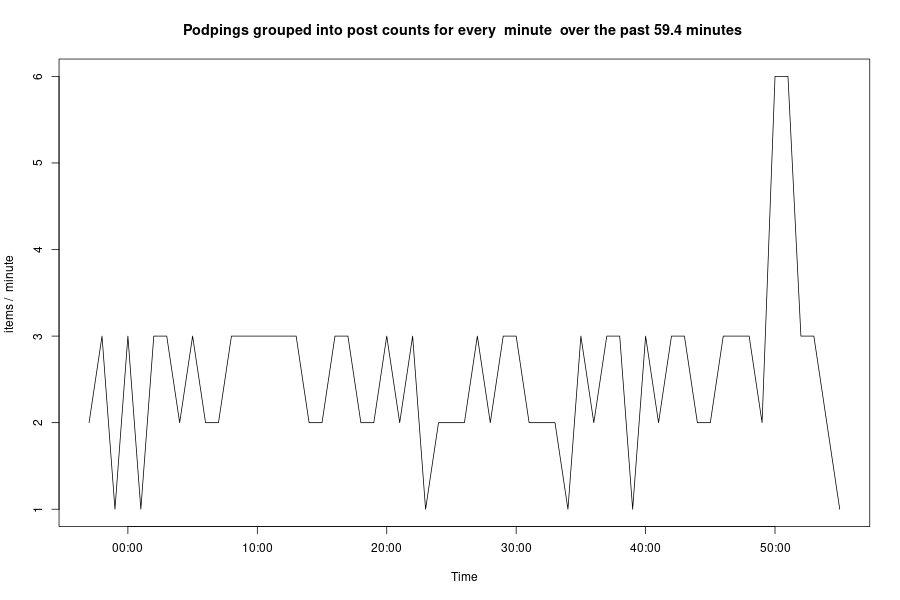 Podpings grouped into post counts for every  minute  over the past 59.4 minutes
6
5
4
3
2
1
items /  minute
00:00 10:00 20:00 30:00 40:00 50:00
Time